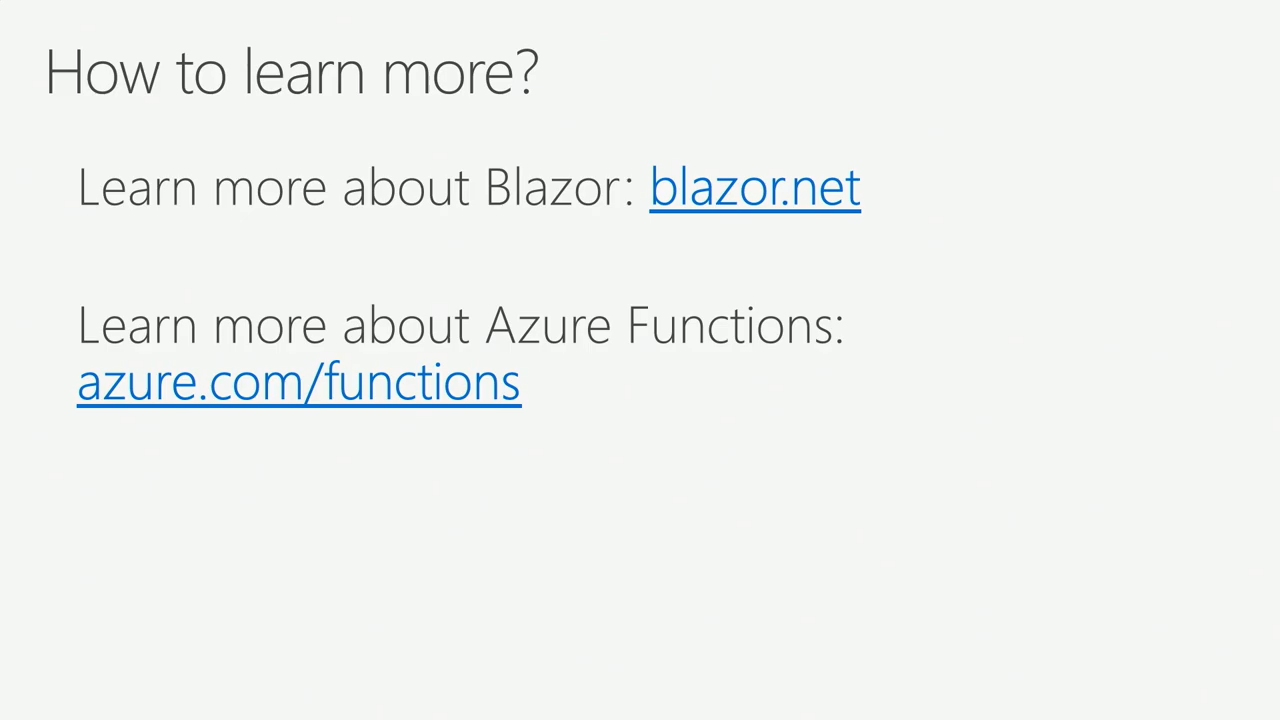 How to learn more?
Learn more about Blazor: blazor.net
Learn more about Azure Functions:
azure.com/functions